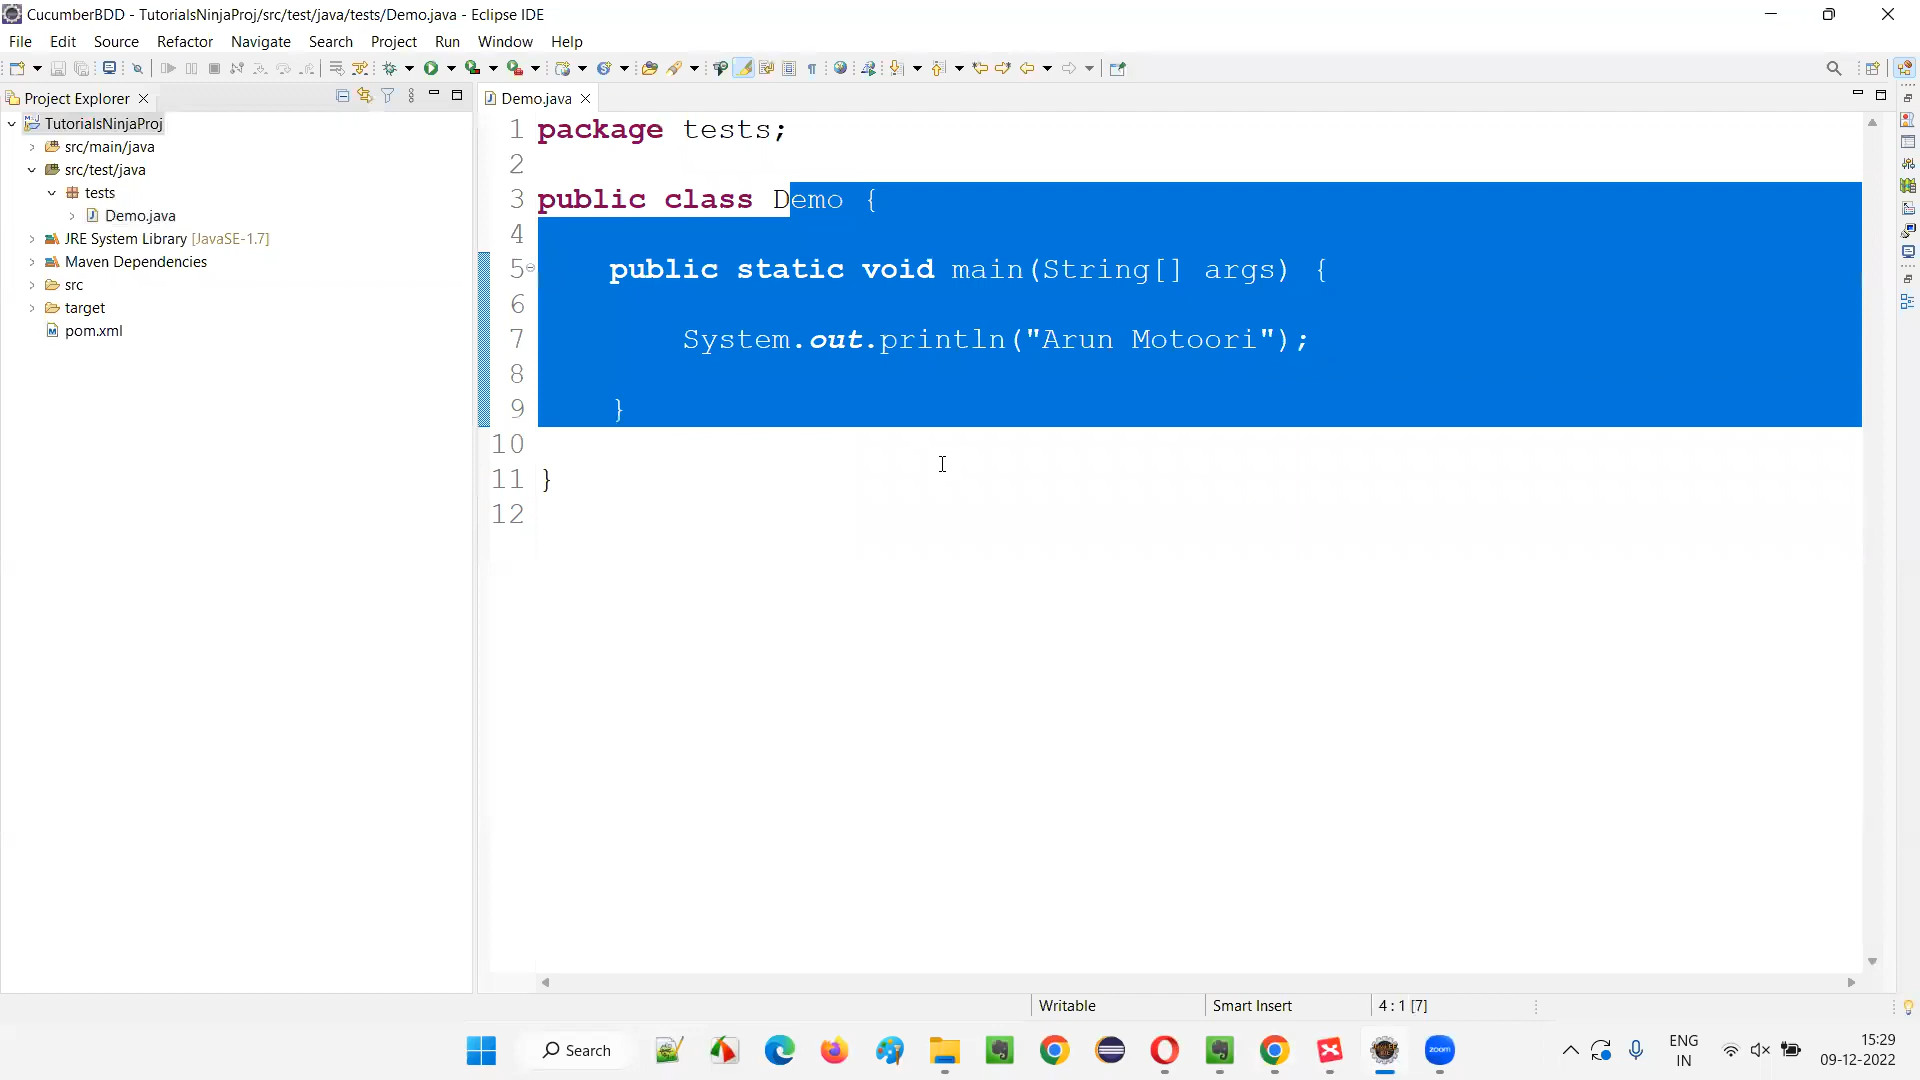 CucumberBDD - TutorialsNinjaProj/src/test/java/tests/Demo.java - Eclipse IDE
File Edit Source Refactor Navigate Search Project Run Window Help
Project Explorer
Demo.java
TutorialsNinjaProj
src/main/java
src/test/java
tests
Demo.java
JRE System Library [JavaSE-1.7]
Maven Dependencies
src
target
pom.xml
1 package tests;
2
3 public class Demo {
4
5 public static void main(String[] args) {
6
7 System.out.println("Arun Motoori");
8
9 }
10
11 }
12
Writable Smart Insert 4 : 1 [7]
Search
zoom
ENG
IN
15:29
09-12-2022